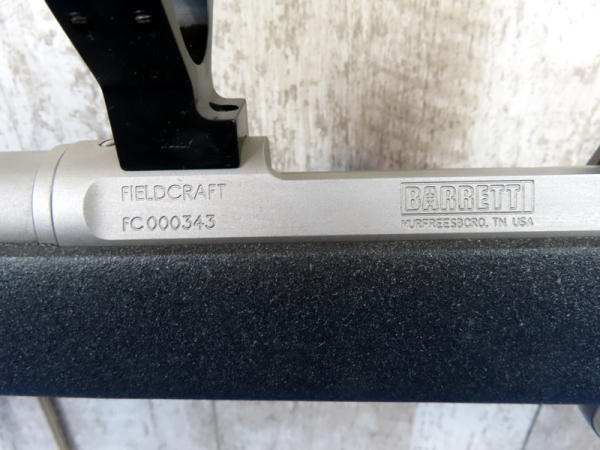 FIELDCRAFT
FC000343
BARRETT
MURFREESBORO, TN USA